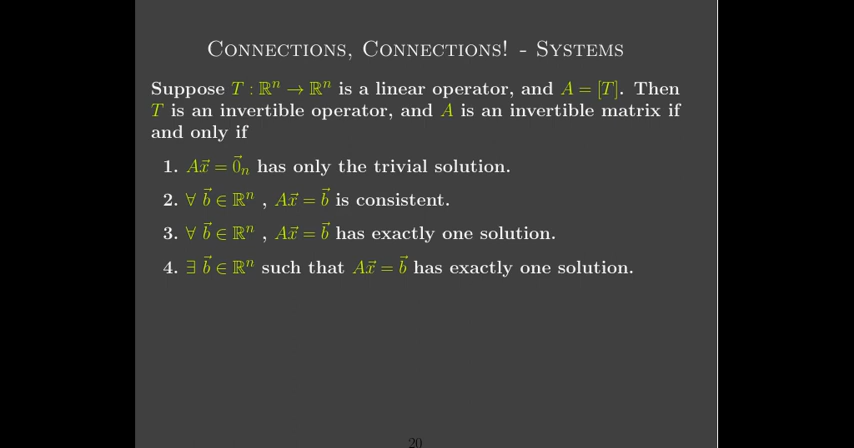 Connections, Connections! - Systems
Suppose T : ℝⁿ → ℝⁿ is a linear operator, and A = [T]. Then
T is an invertible operator, and A is an invertible matrix if
and only if
1. Ax⃗ = 0⃗ₙ has only the trivial solution.
2. ∀ b⃗ ∈ ℝⁿ , Ax⃗ = b⃗ is consistent.
3. ∀ b⃗ ∈ ℝⁿ , Ax⃗ = b⃗ has exactly one solution.
4. ∃ b⃗ ∈ ℝⁿ such that Ax⃗ = b⃗ has exactly one solution.
20